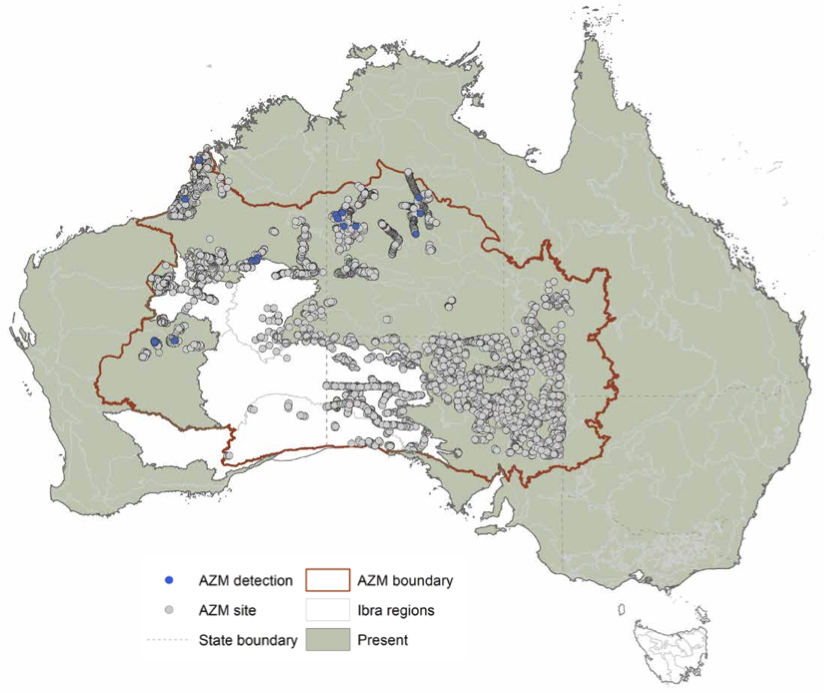 AZM detection AZM boundary
AZM site Ibra regions
State boundary Present